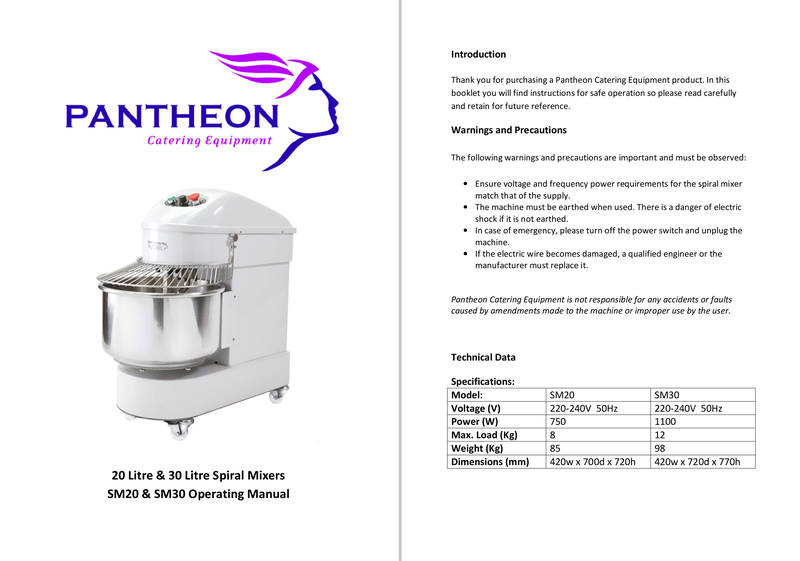 PANTHEON
Catering Equipment
20 Litre & 30 Litre Spiral Mixers
SM20 & SM30 Operating Manual
Introduction
Thank you for purchasing a Pantheon Catering Equipment product. In this
booklet you will find instructions for safe operation so please read carefully
and retain for future reference.
Warnings and Precautions
The following warnings and precautions are important and must be observed:
• Ensure voltage and frequency power requirements for the spiral mixer
match that of the supply.
• The machine must be earthed when used. There is a danger of electric
shock if it is not earthed.
• In case of emergency, please turn off the power switch and unplug the
machine.
• If the electric wire becomes damaged, a qualified engineer or the
manufacturer must replace it.
Pantheon Catering Equipment is not responsible for any accidents or faults
caused by amendments made to the machine or improper use by the user.
Technical Data
Specifications:
Model: SM20 SM30
Voltage (V) 220-240V 50Hz 220-240V 50Hz
Power (W) 750 1100
Max. Load (Kg) 8 12
Weight (Kg) 85 98
Dimensions (mm) 420w x 700d x 720h 420w x 720d x 770h